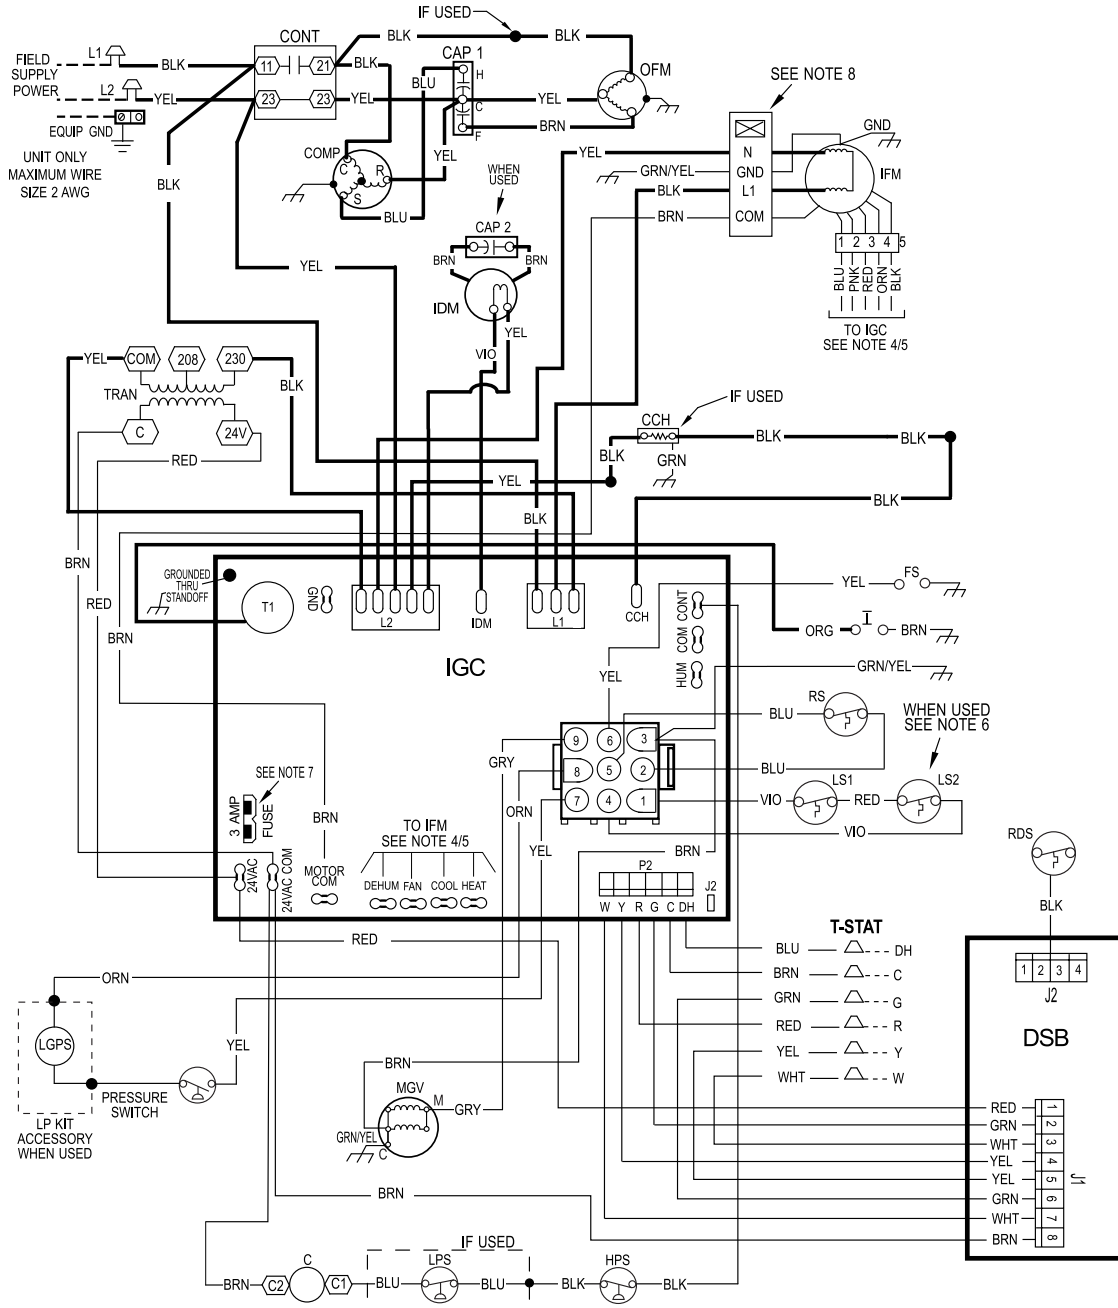 IF USED
CONT
BLK
BLK
CAP 1
L1
FIELD
SUPPLY
POWER
BLK
11
21
BLK
BLU
H
OFM
SEE NOTE 8
L2
YEL
23
23
YEL
C
YEL
EQUIP GND
F
BRN
GND
UNIT ONLY
MAXIMUM WIRE
SIZE 2 AWG
COMP
C
R
S
YEL
BLK
BLU
WHEN
USED
CAP 2
BRN
BRN
IDM
YEL
VIO
YEL
N
GRN/YEL
GND
IFM
BLK
L1
BRN
COM
1 2 3 4 5
BLU
PNK
RED
ORN
BLK
TO IGC
SEE NOTE 4/5
YEL
YEL
COM
208
230
TRAN
BLK
C
24V
RED
IF USED
CCH
BLK
BLK
BLK
GRN
YEL
BLK
BLK
BRN
RED
BRN
GROUNDED
THRU
STANDOFF
T1
GND
L2
IDM
L1
CCH
CONT
COM
HUM
YEL
FS
ORG
I
BRN
IGC
YEL
GRN/YEL
RS
BLU
WHEN USED
SEE NOTE 6
9
6
3
8
5
2
7
4
1
GRY
BLU
LS1
LS2
VIO
RED
VIO
ORN
YEL
BRN
SEE NOTE 7
3 AMP
FUSE
BRN
TO IFM
SEE NOTE 4/5
24VAC
24VAC COM
MOTOR
COM
DEHUM
FAN
COOL
HEAT
P2
J2
W Y R G C DH
RDS
BLK
T-STAT
RED
BLU
DH
BRN
C
GRN
G
RED
R
YEL
Y
WHT
W
1 2 3 4
J2
DSB
ORN
LGPS
YEL
PRESSURE
SWITCH
LP KIT
ACCESSORY
WHEN USED
BRN
MGV
M
GRY
GRN/YEL
C
RED
1
GRN
2
WHT
3
YEL
4
YEL
5
GRN
6
WHT
7
BRN
8
J1
BRN
IF USED
C
LPS
HPS
BRN
C2
C1
BLU
BLU
BLK
BLK